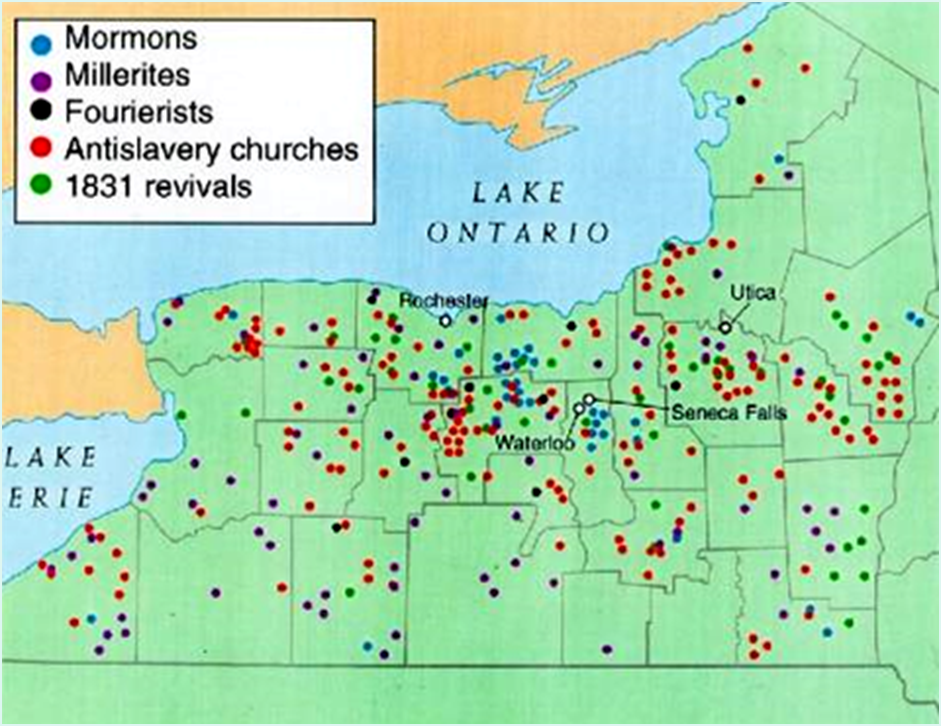 Mormons
Millerites
Fourierists
Antislavery churches
1831 revivals
LAKE
ONTARIO
Rochester
Utica
Seneca Falls
Waterloo
LAKE
ERIE